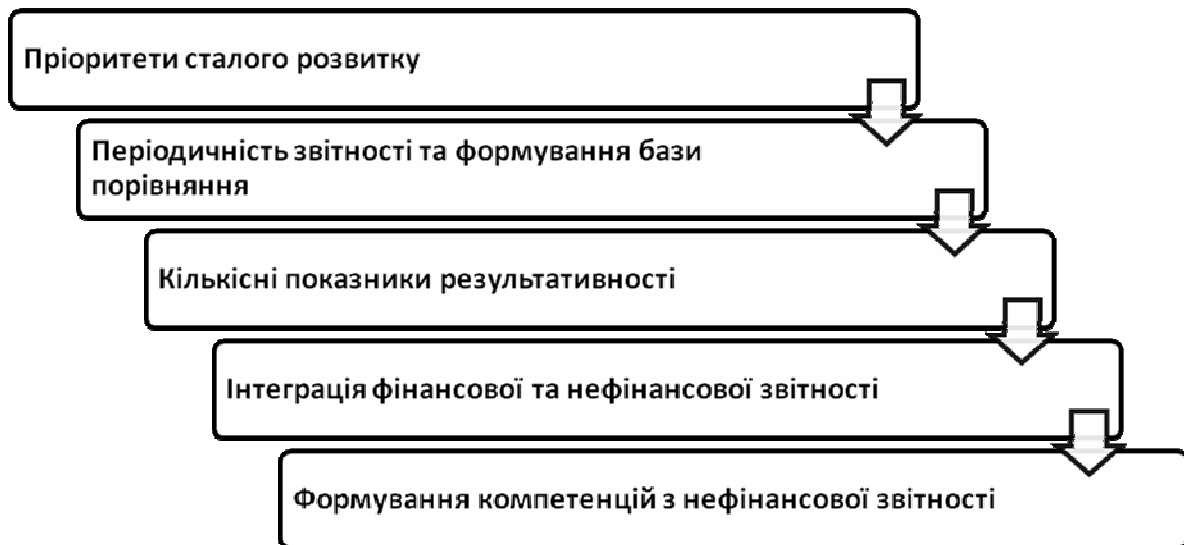 Пріоритети сталого розвитку
Періодичність звітності та формування бази
порівняння
Кількісні показники результативності
Інтеграція фінансової та нефінансової звітності
Формування компетенцій з нефінансової звітності